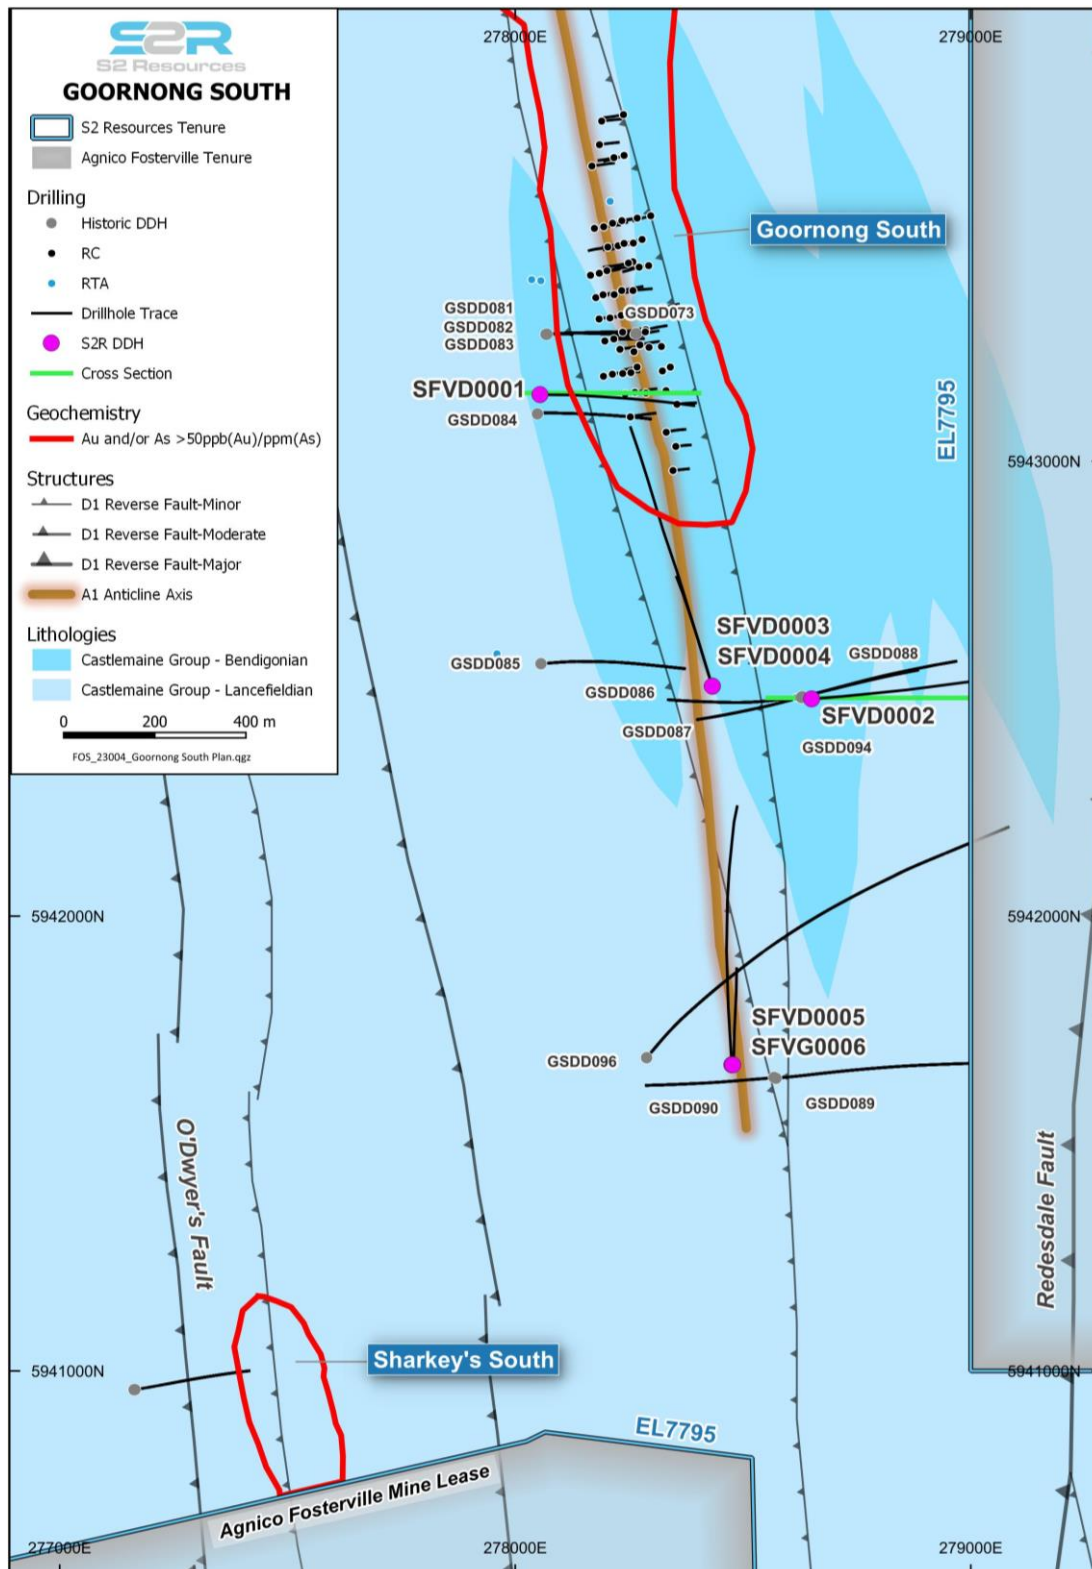 S2R
S2 Resources
GOORNONG SOUTH
S2 Resources Tenure
Agnico Fosterville Tenure
Drilling
Historic DDH
RC
RTA
Drillhole Trace
S2R DDH
Cross Section
Geochemistry
Au and/or As >50ppb(Au)/ppm(As)
Structures
D1 Reverse Fault-Minor
D1 Reverse Fault-Moderate
D1 Reverse Fault-Major
A1 Anticline Axis
Lithologies
Castlemaine Group - Bendigonian
Castlemaine Group - Lancefieldian
0 200 400 m
FOS_23004_Goornong South Plan.qgz
278000E
279000E
Goornong South
GSDD081
GSDD082
GSDD083
GSDD073
SFVD0001
GSDD084
EL7795
5943000N
SFVD0003
SFVD0004
GSDD088
GSDD085
GSDD086
GSDD087
SFVD0002
GSDD094
5942000N
5942000N
SFVD0005
SFVG0006
GSDD096
GSDD090
GSDD089
O'Dwyer's Fault
Redesdale Fault
Sharkey's South
5941000N
5941000N
EL7795
Agnico Fosterville Mine Lease
277000E
278000E
279000E